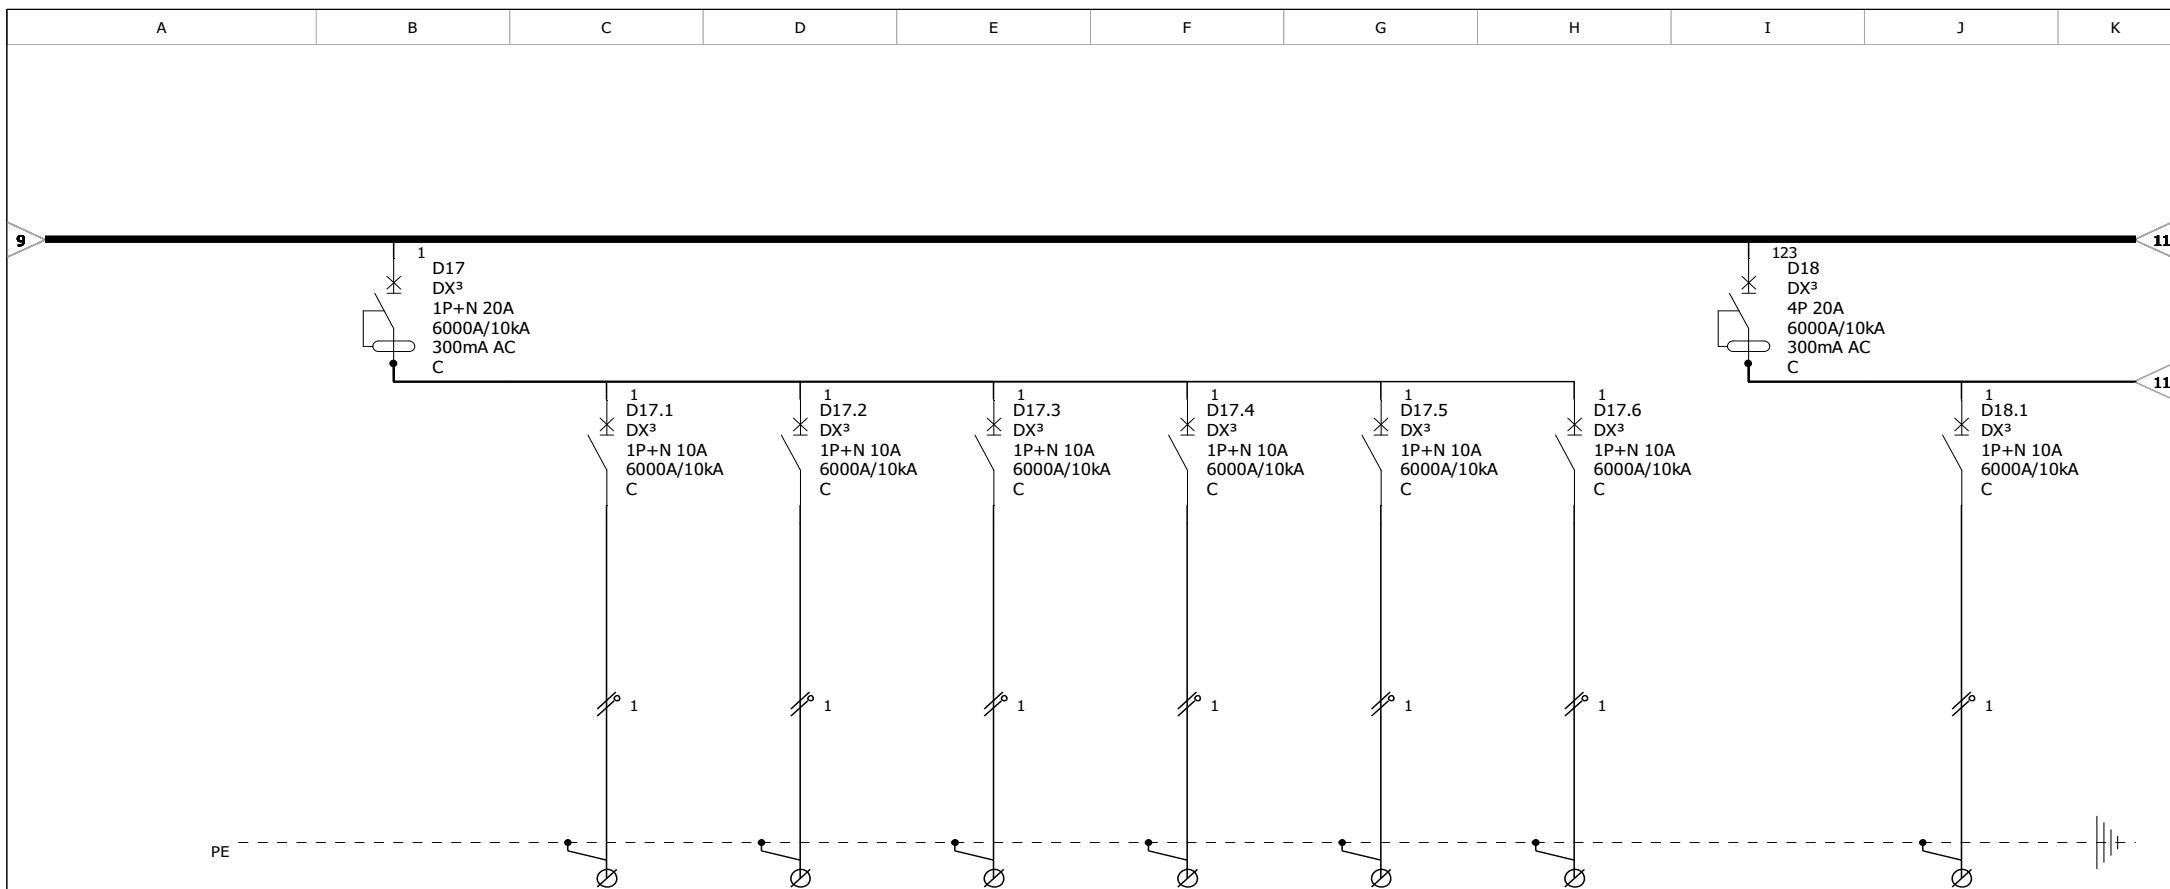 A B C D E F G H I J K
9
11
1
D17
DX³
1P+N 20A
6000A/10kA
300mA AC
C
123
D18
DX³
4P 20A
6000A/10kA
300mA AC
C
11
1
D17.1
DX³
1P+N 10A
6000A/10kA
C
1
D17.2
DX³
1P+N 10A
6000A/10kA
C
1
D17.3
DX³
1P+N 10A
6000A/10kA
C
1
D17.4
DX³
1P+N 10A
6000A/10kA
C
1
D17.5
DX³
1P+N 10A
6000A/10kA
C
1
D17.6
DX³
1P+N 10A
6000A/10kA
C
1
D18.1
DX³
1P+N 10A
6000A/10kA
C
1 1 1 1 1 1 1
PE